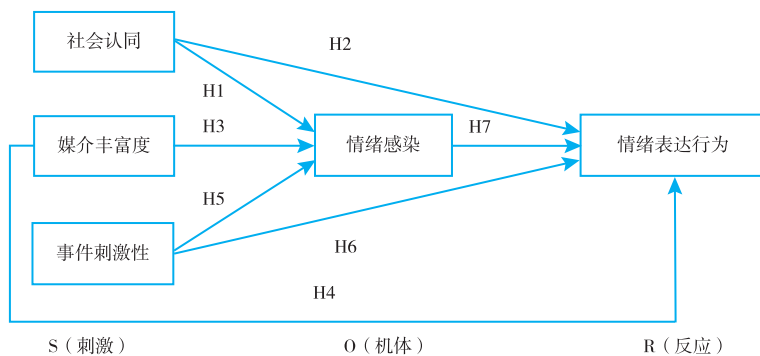 社会认同
H2
H1
媒介丰富度
H3
情绪感染
H7
情绪表达行为
H5
事件刺激性
H6
H4
S（刺激）
O（机体）
R（反应）